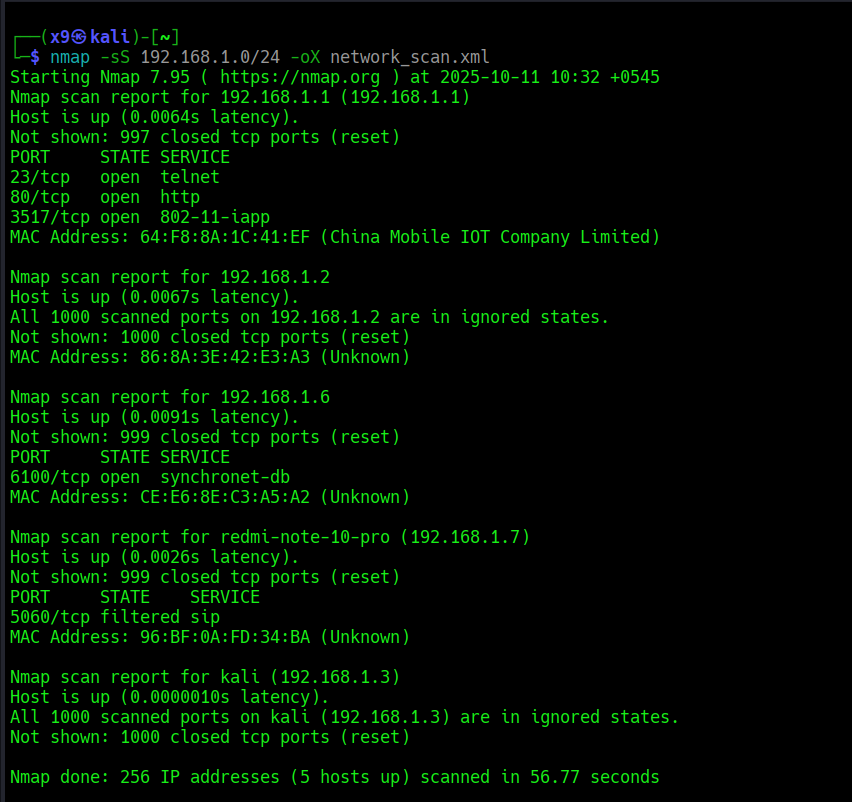 ┌──(x9㉿kali)-[~]
└─$ nmap -sS 192.168.1.0/24 -oX network_scan.xml
Starting Nmap 7.95 ( https://nmap.org ) at 2025-10-11 10:32 +0545
Nmap scan report for 192.168.1.1 (192.168.1.1)
Host is up (0.0064s latency).
Not shown: 997 closed tcp ports (reset)
PORT     STATE SERVICE
23/tcp   open  telnet
80/tcp   open  http
3517/tcp open  802-11-iapp
MAC Address: 64:F8:8A:1C:41:EF (China Mobile IOT Company Limited)

Nmap scan report for 192.168.1.2
Host is up (0.0067s latency).
All 1000 scanned ports on 192.168.1.2 are in ignored states.
Not shown: 1000 closed tcp ports (reset)
MAC Address: 86:8A:3E:42:E3:A3 (Unknown)

Nmap scan report for 192.168.1.6
Host is up (0.0091s latency).
Not shown: 999 closed tcp ports (reset)
PORT     STATE SERVICE
6100/tcp open  synchronet-db
MAC Address: CE:E6:8E:C3:A5:A2 (Unknown)

Nmap scan report for redmi-note-10-pro (192.168.1.7)
Host is up (0.0026s latency).
Not shown: 999 closed tcp ports (reset)
PORT     STATE    SERVICE
5060/tcp filtered sip
MAC Address: 96:BF:0A:FD:34:BA (Unknown)

Nmap scan report for kali (192.168.1.3)
Host is up (0.0000010s latency).
All 1000 scanned ports on kali (192.168.1.3) are in ignored states.
Not shown: 1000 closed tcp ports (reset)

Nmap done: 256 IP addresses (5 hosts up) scanned in 56.77 seconds